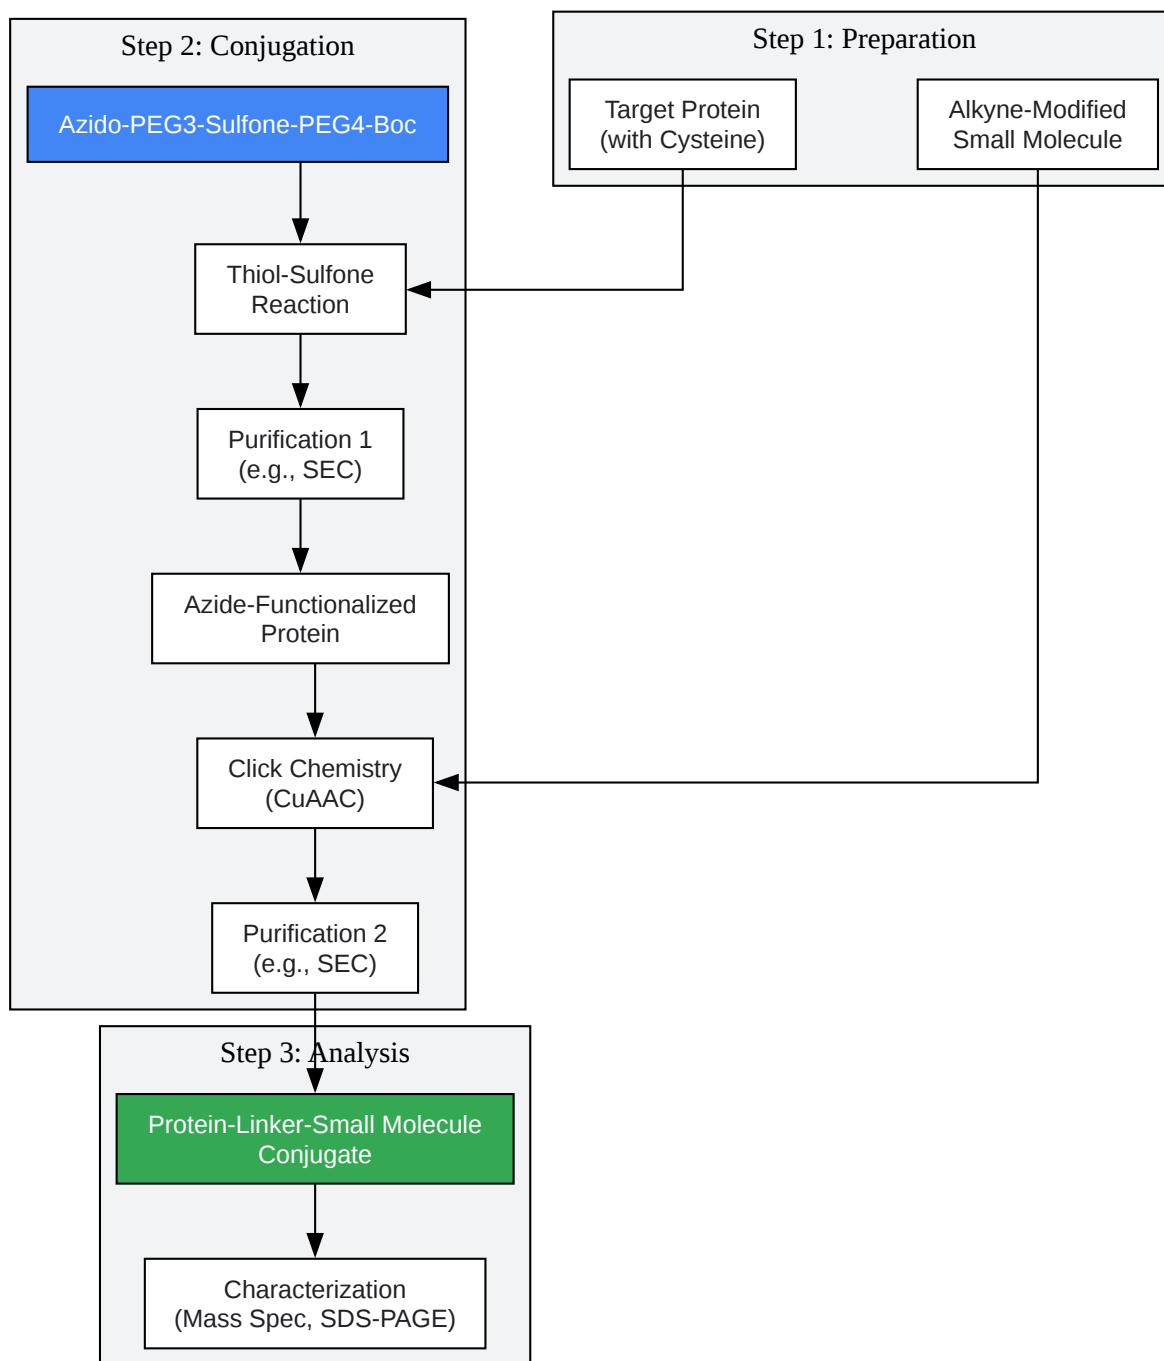 Step 2: Conjugation
Azido-PEG3-Sulfone-PEG4-Boc
Thiol-Sulfone
Reaction
Purification 1
(e.g., SEC)
Azide-Functionalized
Protein
Click Chemistry
(CuAAC)
Purification 2
(e.g., SEC)
Step 1: Preparation
Target Protein
(with Cysteine)
Alkyne-Modified
Small Molecule
Step 3: Analysis
Protein-Linker-Small Molecule
Conjugate
Characterization
(Mass Spec, SDS-PAGE)